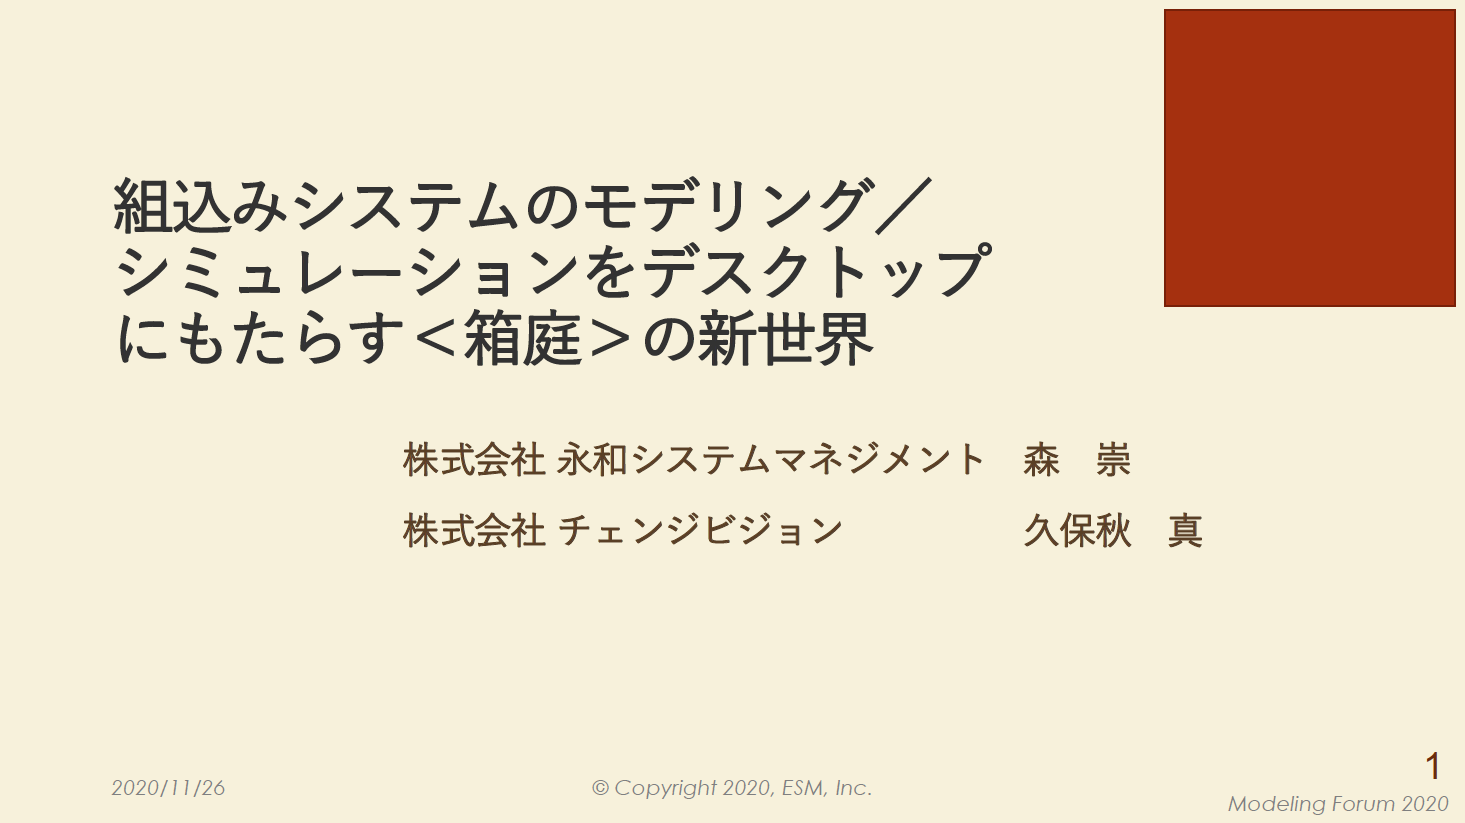 組込みシステムのモデリング／
シミュレーションをデスクトップ
にもたらす＜箱庭＞の新世界
株式会社 永和システムマネジメント　森　崇
株式会社 チェンジビジョン　久保秋　真
2020/11/26
© Copyright 2020, ESM, Inc.
1
Modeling Forum 2020